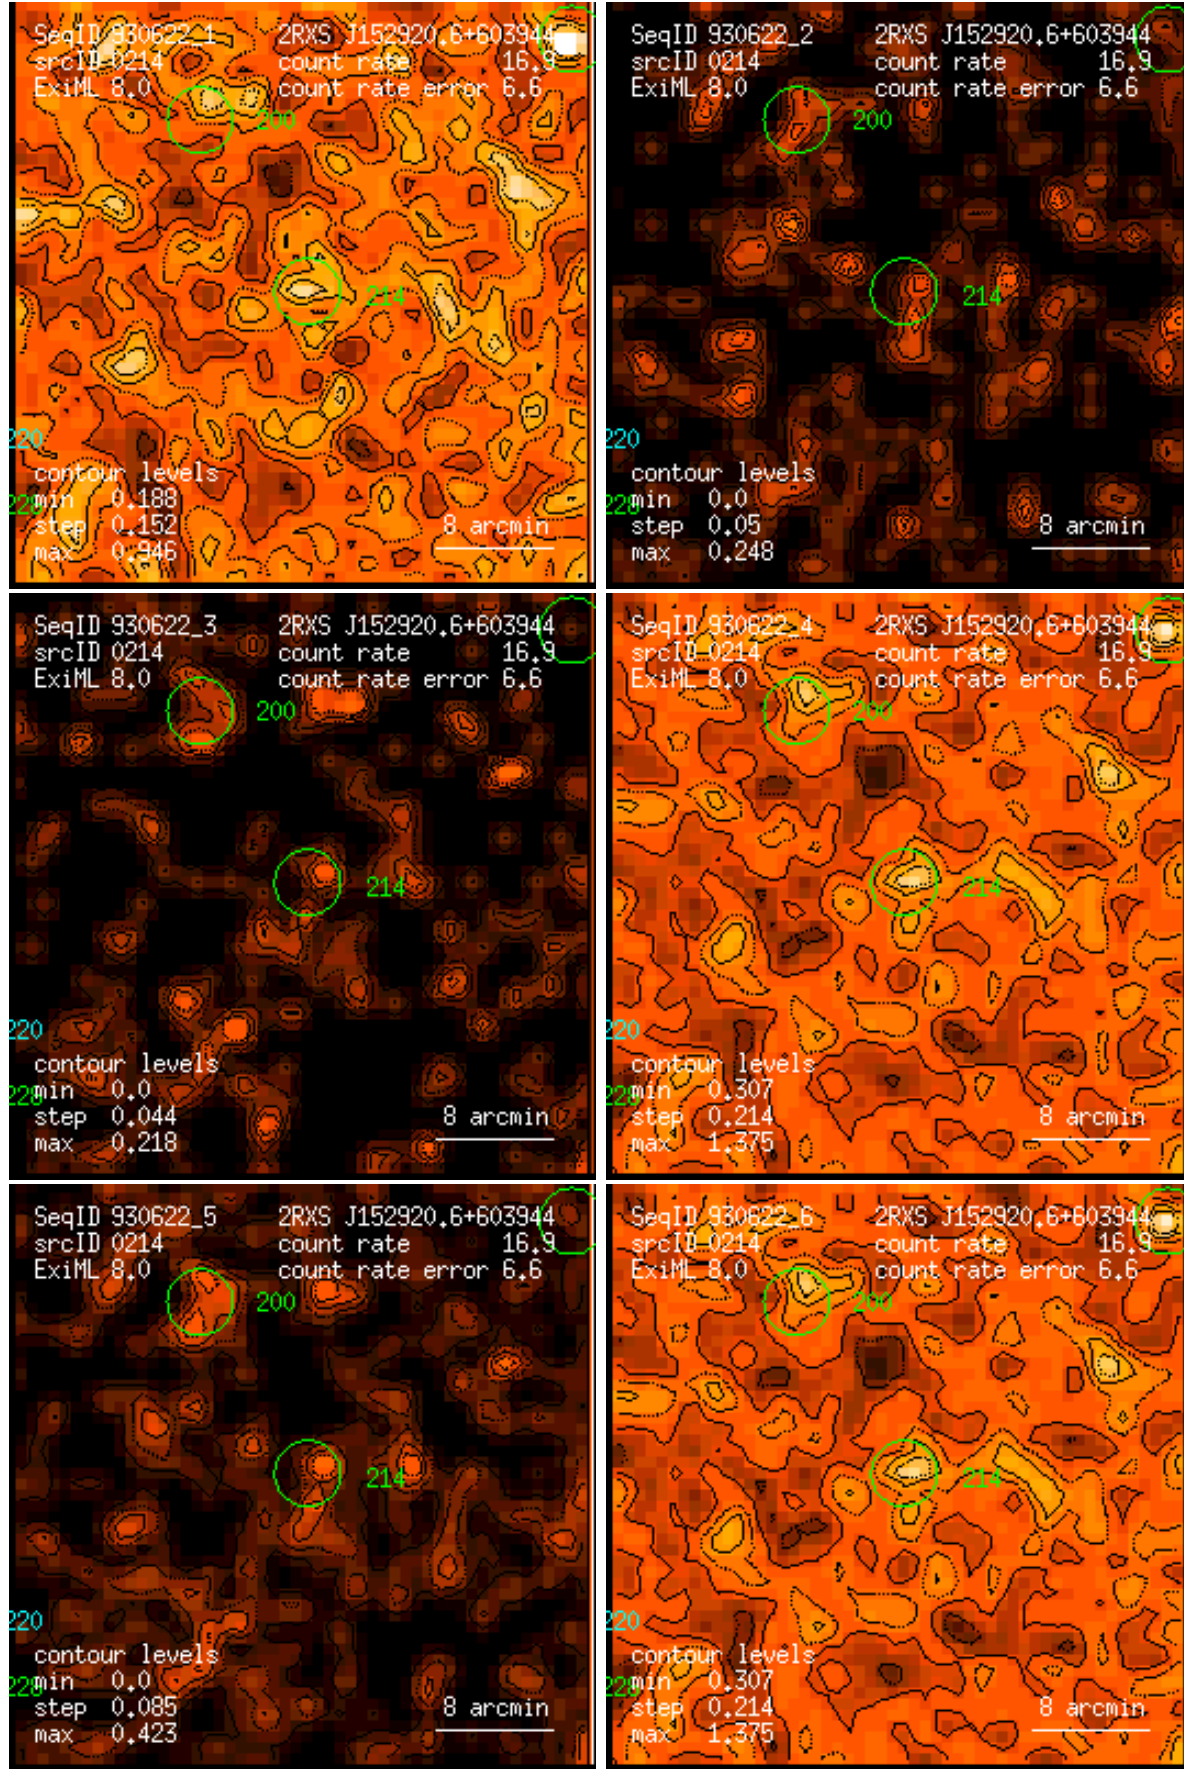 SeqID 930622_1 2RXS J152920.6+603944
srcID 0214 count rate 16.9
ExiML 8.0 count rate error 6.6
200
214
220
contour levels
229 min 0.188
step 0.152 8 arcmin
max 0.946
SeqID 930622_2 2RXS J152920.6+603944
srcID 0214 count rate 16.9
ExiML 8.0 count rate error 6.6
200
214
220
contour levels
229 min 0.0
step 0.05 8 arcmin
max 0.248
SeqID 930622_3 2RXS J152920.6+603944
srcID 0214 count rate 16.9
ExiML 8.0 count rate error 6.6
200
214
220
contour levels
229 min 0.0
step 0.044 8 arcmin
max 0.218
SeqID 930622_4 2RXS J152920.6+603944
srcID 0214 count rate 16.9
ExiML 8.0 count rate error 6.6
200
214
220
contour levels
229 min 0.307
step 0.214 8 arcmin
max 1.375
SeqID 930622_5 2RXS J152920.6+603944
srcID 0214 count rate 16.9
ExiML 8.0 count rate error 6.6
200
214
220
contour levels
229 min 0.0
step 0.085 8 arcmin
max 0.423
SeqID 930622_6 2RXS J152920.6+603944
srcID 0214 count rate 16.9
ExiML 8.0 count rate error 6.6
200
214
220
contour levels
229 min 0.307
step 0.214 8 arcmin
max 1.375